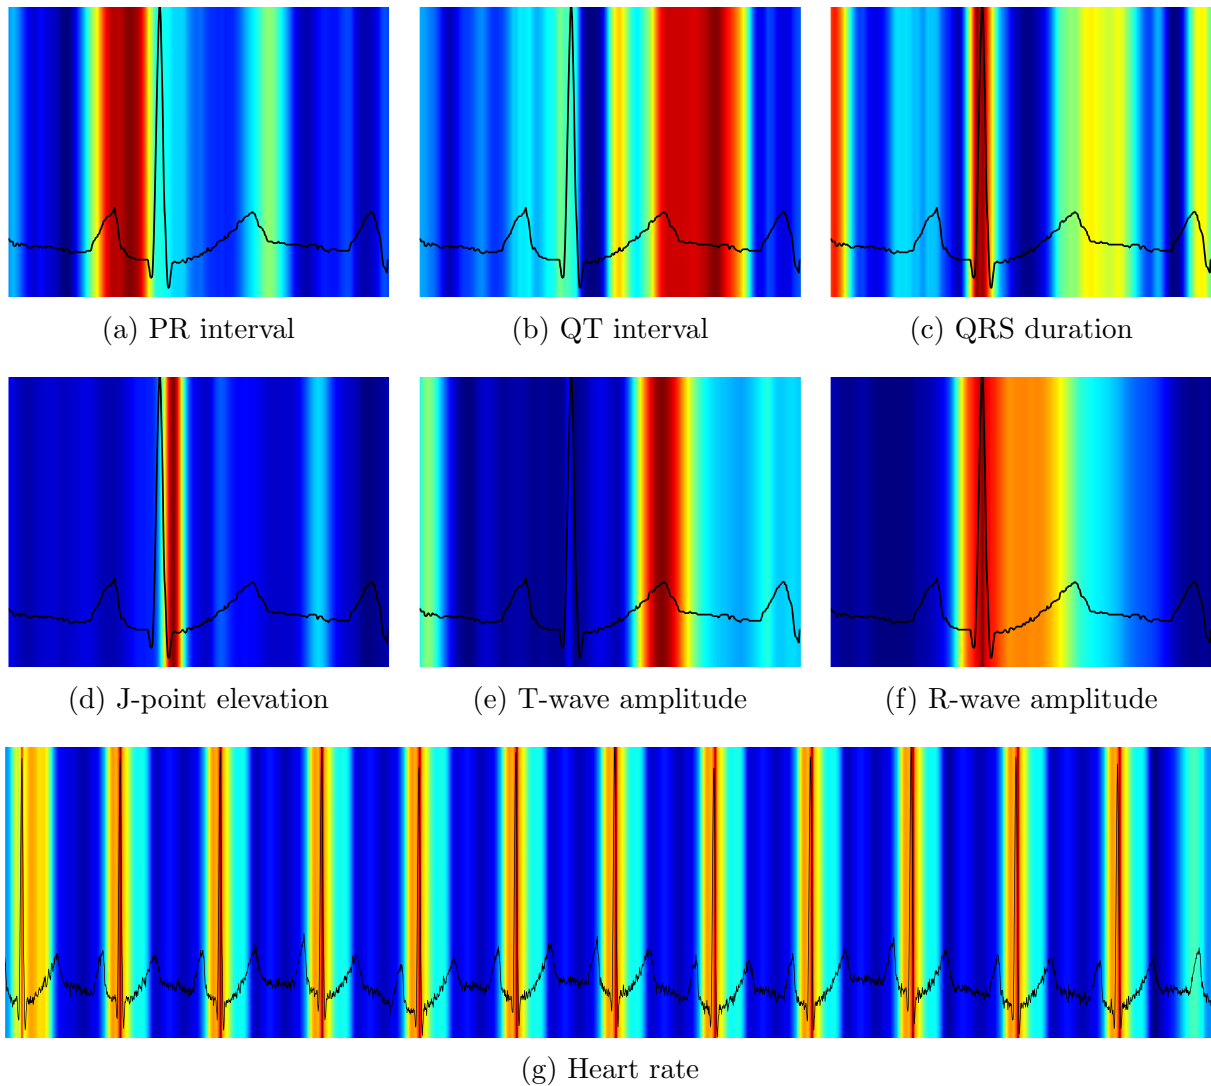 (a) PR interval
(b) QT interval
(c) QRS duration
(d) J-point elevation
(e) T-wave amplitude
(f) R-wave amplitude
(g) Heart rate